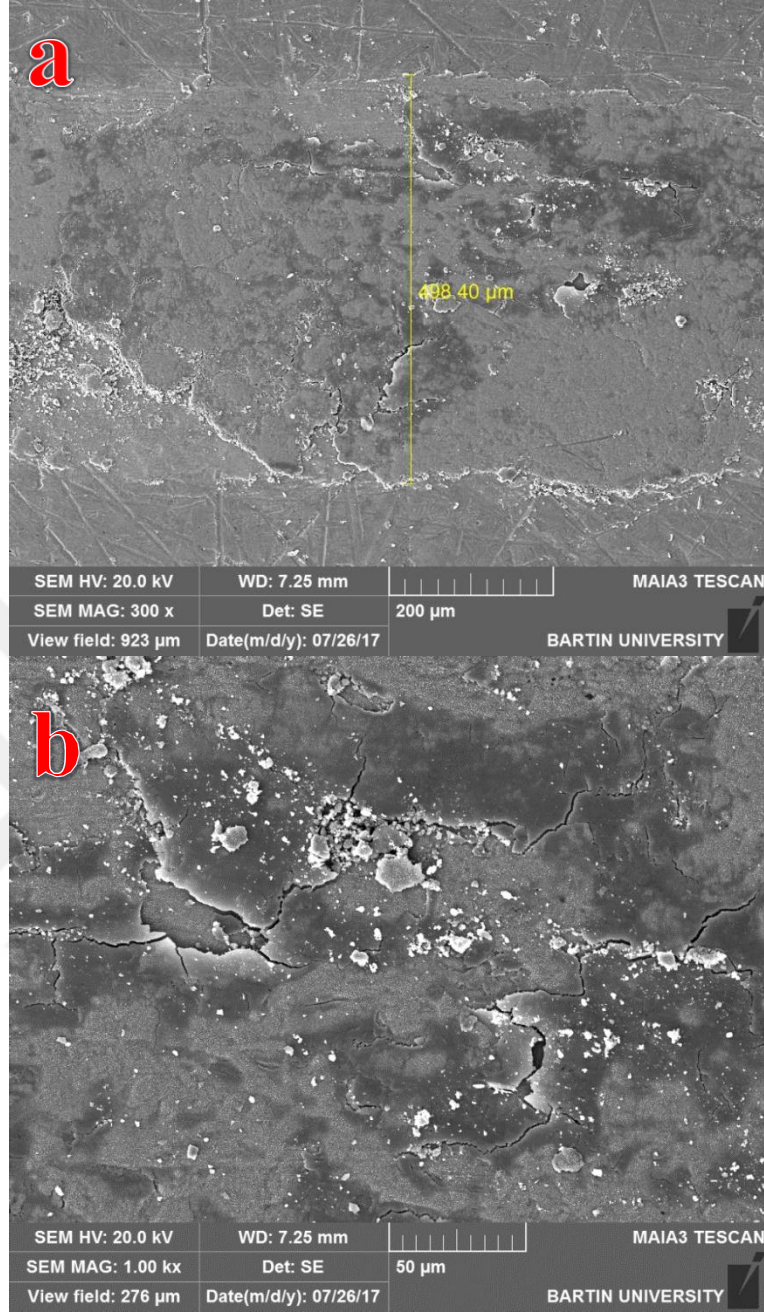 a
498.40 µm
SEM HV: 20.0 kV WD: 7.25 mm MAIA3 TESCAN
SEM MAG: 300 x Det: SE 200 µm
View field: 923 µm Date(m/d/y): 07/26/17 BARTIN UNIVERSITY
b
SEM HV: 20.0 kV WD: 7.25 mm MAIA3 TESCAN
SEM MAG: 1.00 kx Det: SE 50 µm
View field: 276 µm Date(m/d/y): 07/26/17 BARTIN UNIVERSITY